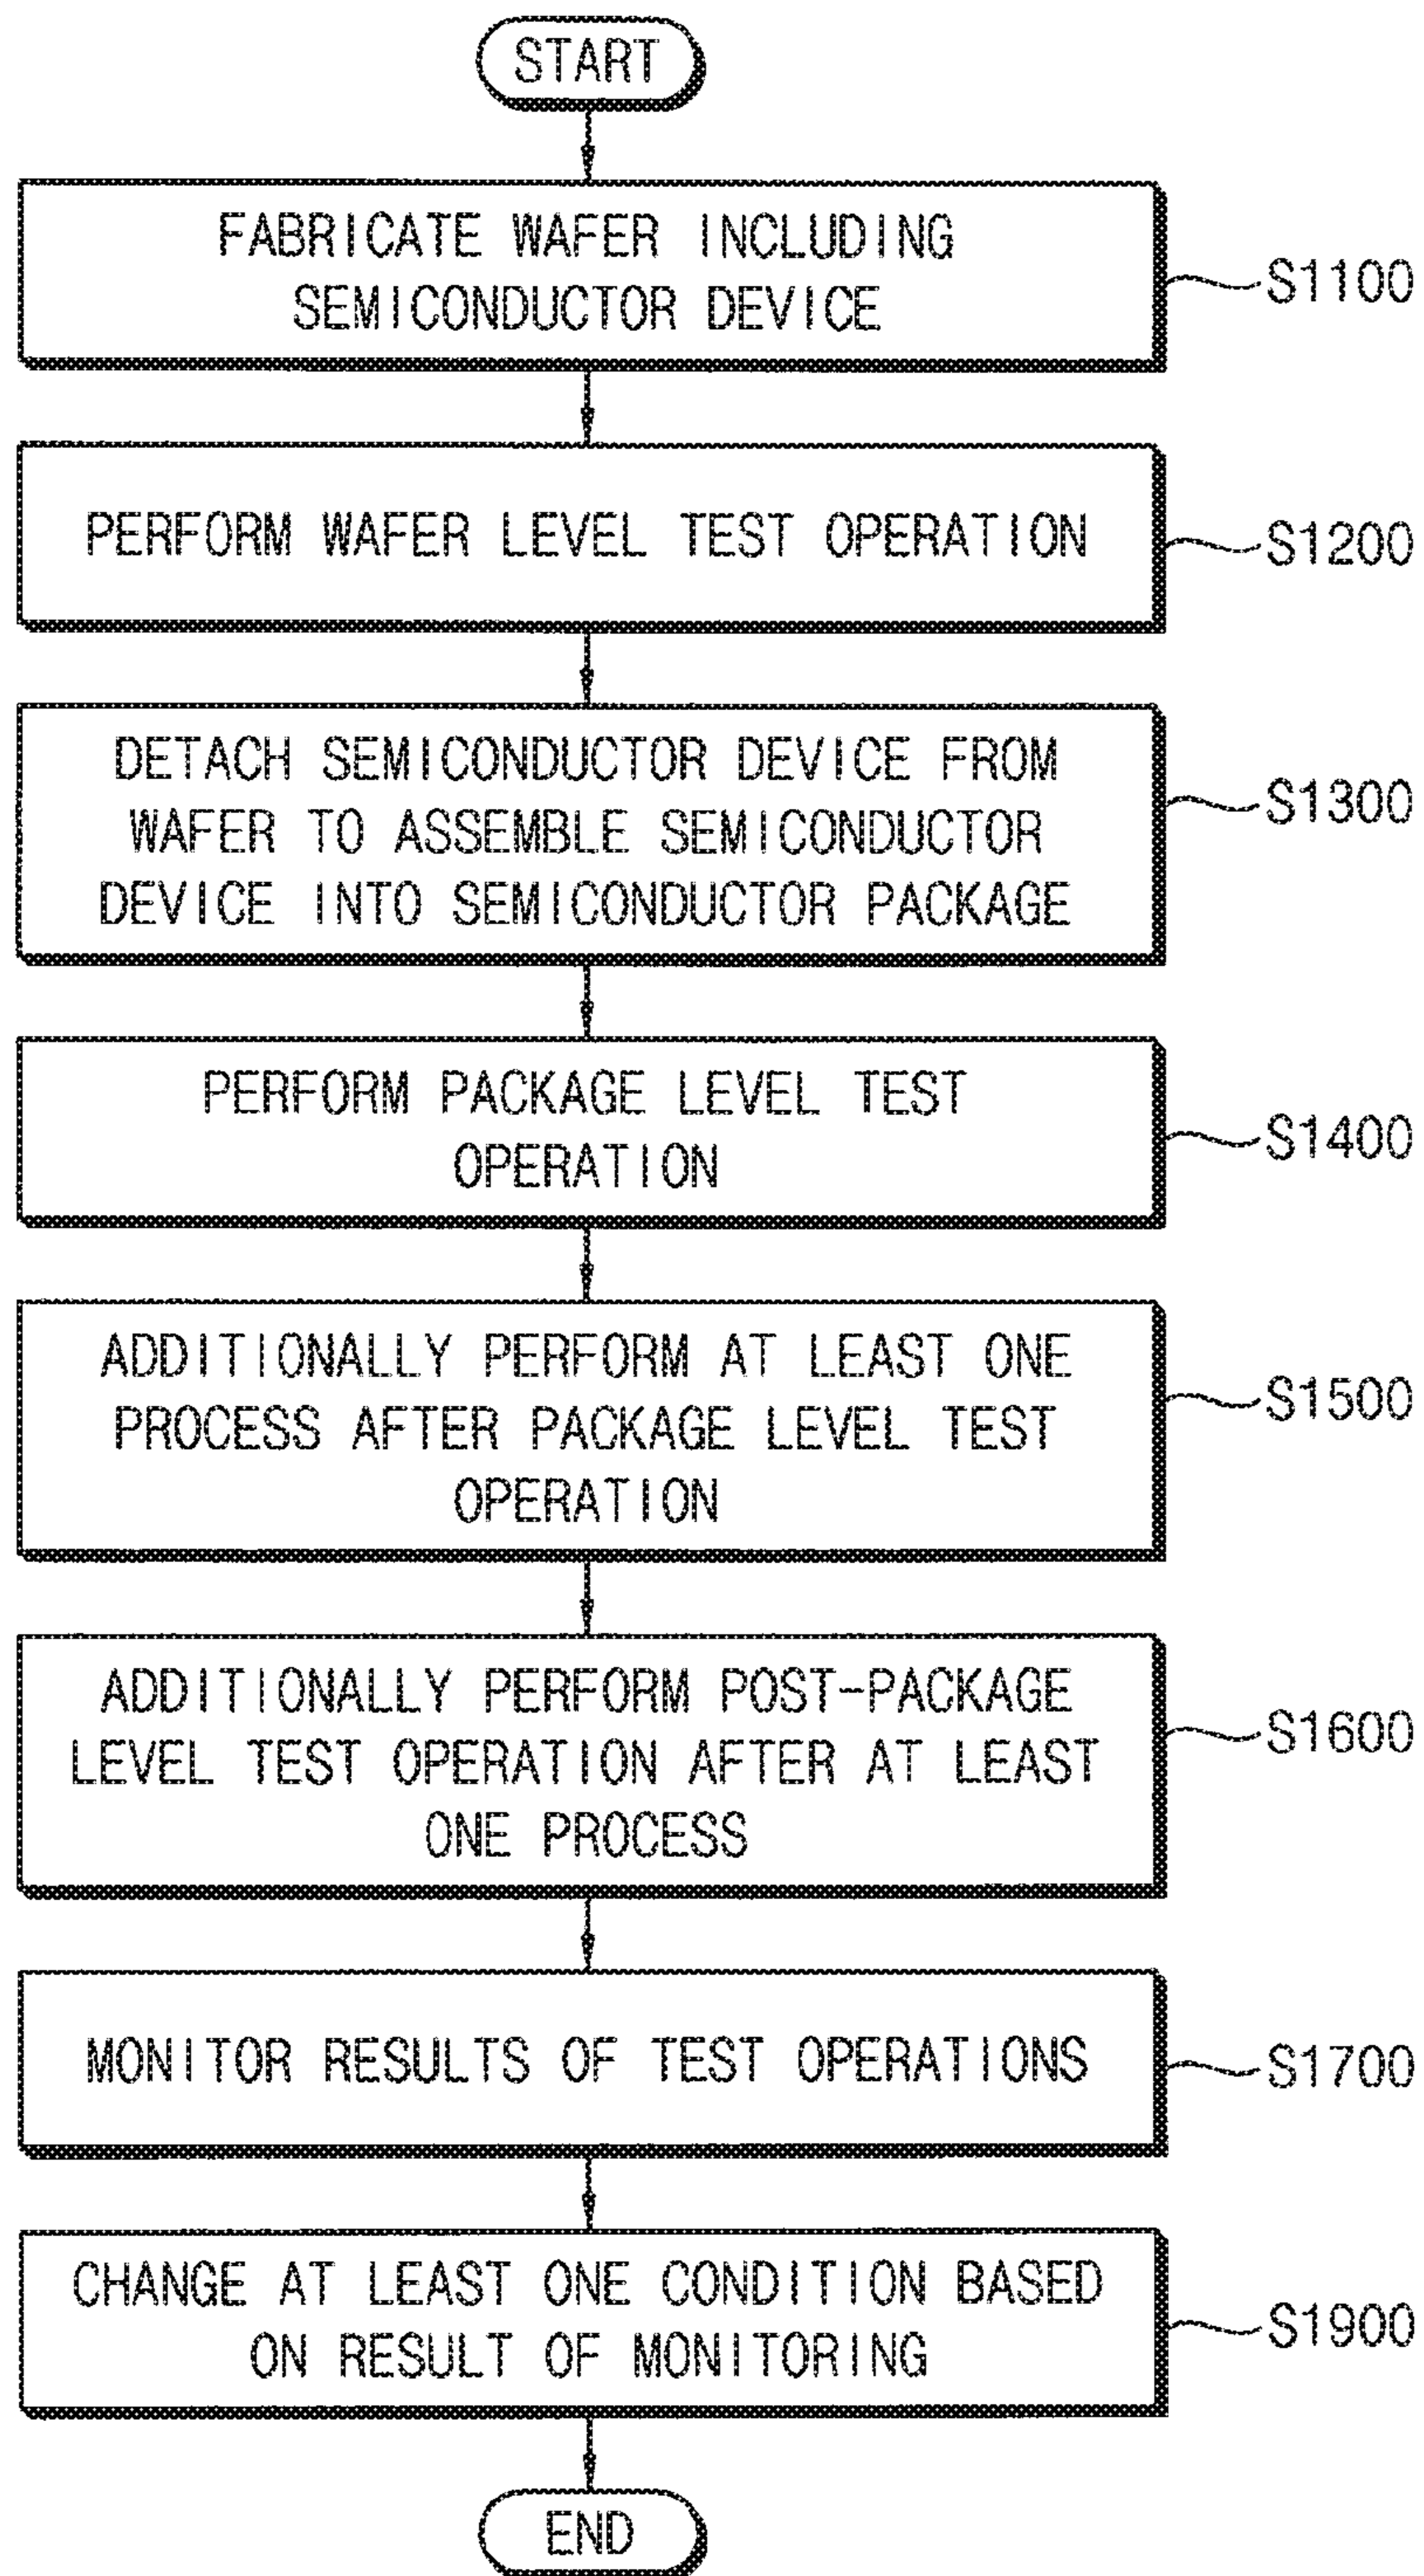 START
FABRICATE WAFER INCLUDING
SEMICONDUCTOR DEVICE
S1100
PERFORM WAFER LEVEL TEST OPERATION
S1200
DETACH SEMICONDUCTOR DEVICE FROM
WAFER TO ASSEMBLE SEMICONDUCTOR
DEVICE INTO SEMICONDUCTOR PACKAGE
S1300
PERFORM PACKAGE LEVEL TEST
OPERATION
S1400
ADDITIONALLY PERFORM AT LEAST ONE
PROCESS AFTER PACKAGE LEVEL TEST
OPERATION
S1500
ADDITIONALLY PERFORM POST-PACKAGE
LEVEL TEST OPERATION AFTER AT LEAST
ONE PROCESS
S1600
MONITOR RESULTS OF TEST OPERATIONS
S1700
CHANGE AT LEAST ONE CONDITION BASED
ON RESULT OF MONITORING
S1900
END